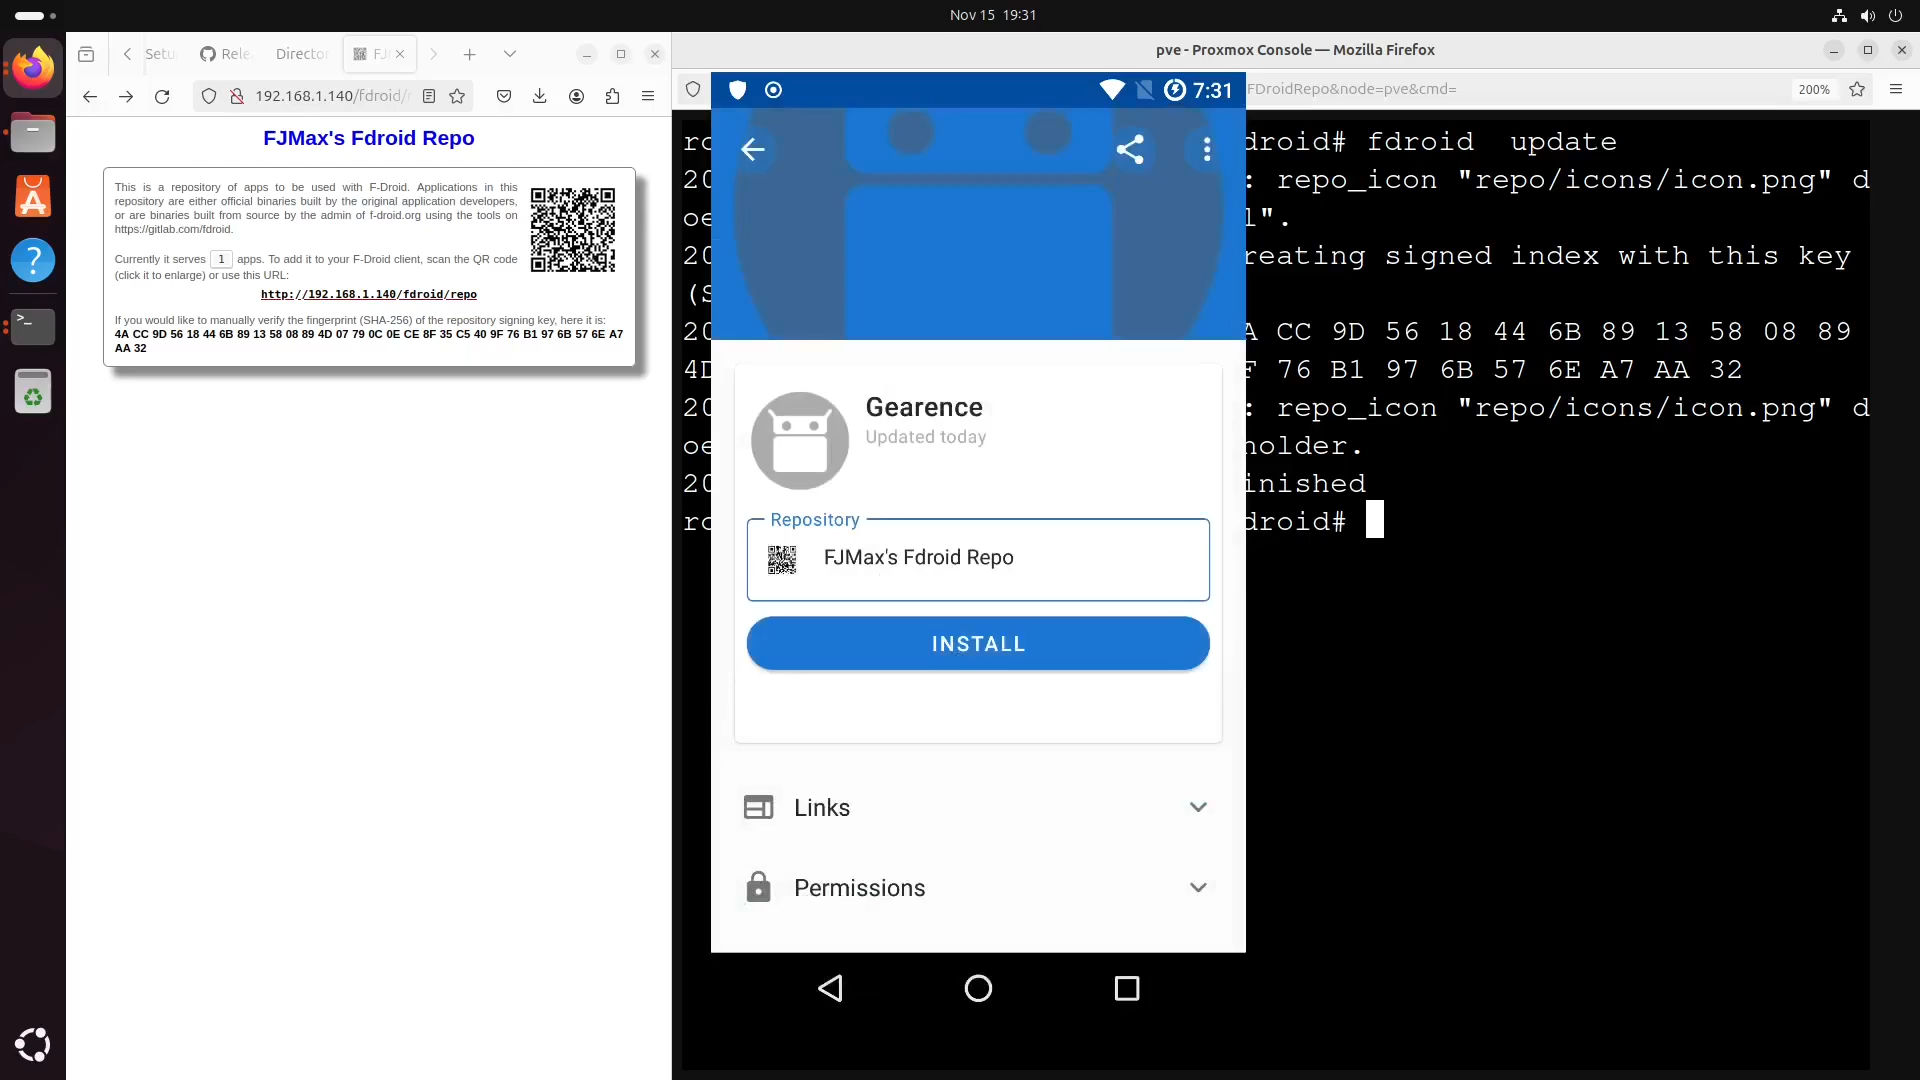 Nov 15 19:31
Setu
Rele
Director
FJ
192.168.1.140/fdroid/r
FJMax's Fdroid Repo
This is a repository of apps to be used with F-Droid. Applications in this
repository are either official binaries built by the original application developers,
or are binaries built from source by the admin of f-droid.org using the tools on
https://gitlab.com/fdroid.
Currently it serves 1 apps. To add it to your F-Droid client, scan the QR code
(click it to enlarge) or use this URL:
http://192.168.1.140/fdroid/repo
If you would like to manually verify the fingerprint (SHA-256) of the repository signing key, here it is:
4A CC 9D 56 18 44 6B 89 13 58 08 89 4D 07 79 0C 0E CE 8F 35 C5 40 9F 76 B1 97 6B 57 6E A7
AA 32
pve - Proxmox Console — Mozilla Firefox
FDroidRepo&node=pve&cmd=
200%
ro droid# fdroid  update
20 : repo_icon "repo/icons/icon.png" d
oe l".
20 reating signed index with this key
(S
20 A CC 9D 56 18 44 6B 89 13 58 08 89
4D F 76 B1 97 6B 57 6E A7 AA 32
20 : repo_icon "repo/icons/icon.png" d
oe holder.
20 inished
ro droid#
7:31
Gearence
Updated today
Repository
FJMax's Fdroid Repo
INSTALL
Links
Permissions